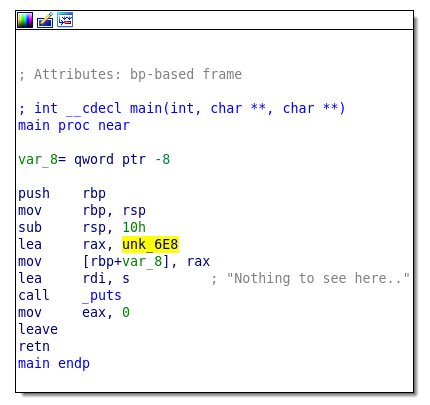 ; Attributes: bp-based frame
; int __cdecl main(int, char **, char **)
main proc near
var_8= qword ptr -8
push    rbp
mov     rbp, rsp
sub     rsp, 10h
lea     rax, unk_6E8
mov     [rbp+var_8], rax
lea     rdi, s          ; "Nothing to see here.."
call    _puts
mov     eax, 0
leave
retn
main endp